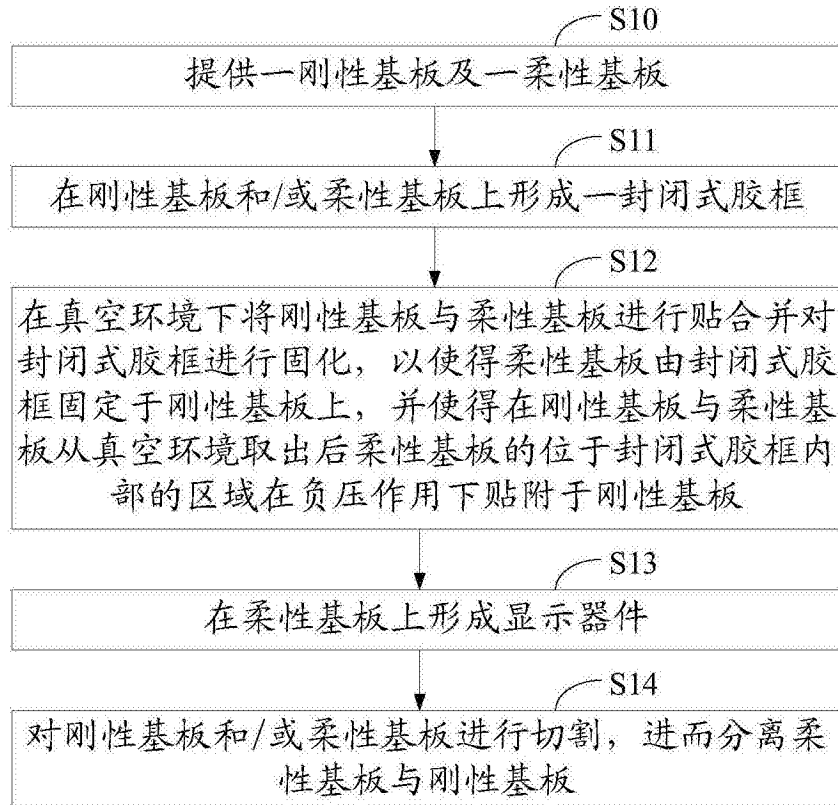 S10
提供一刚性基板及一柔性基板
S11
在刚性基板和/或柔性基板上形成一封闭式胶框
S12
在真空环境下将刚性基板与柔性基板进行贴合并对
封闭式胶框进行固化，以使得柔性基板由封闭式胶
框固定于刚性基板上，并使得在刚性基板与柔性基
板从真空环境取出后柔性基板的位于封闭式胶框内
部的区域在负压作用下贴附于刚性基板
S13
在柔性基板上形成显示器件
S14
对刚性基板和/或柔性基板进行切割，进而分离柔
性基板与刚性基板